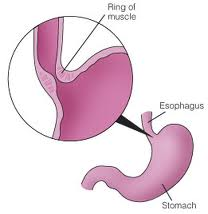 Ring of
muscle
Esophagus
Stomach